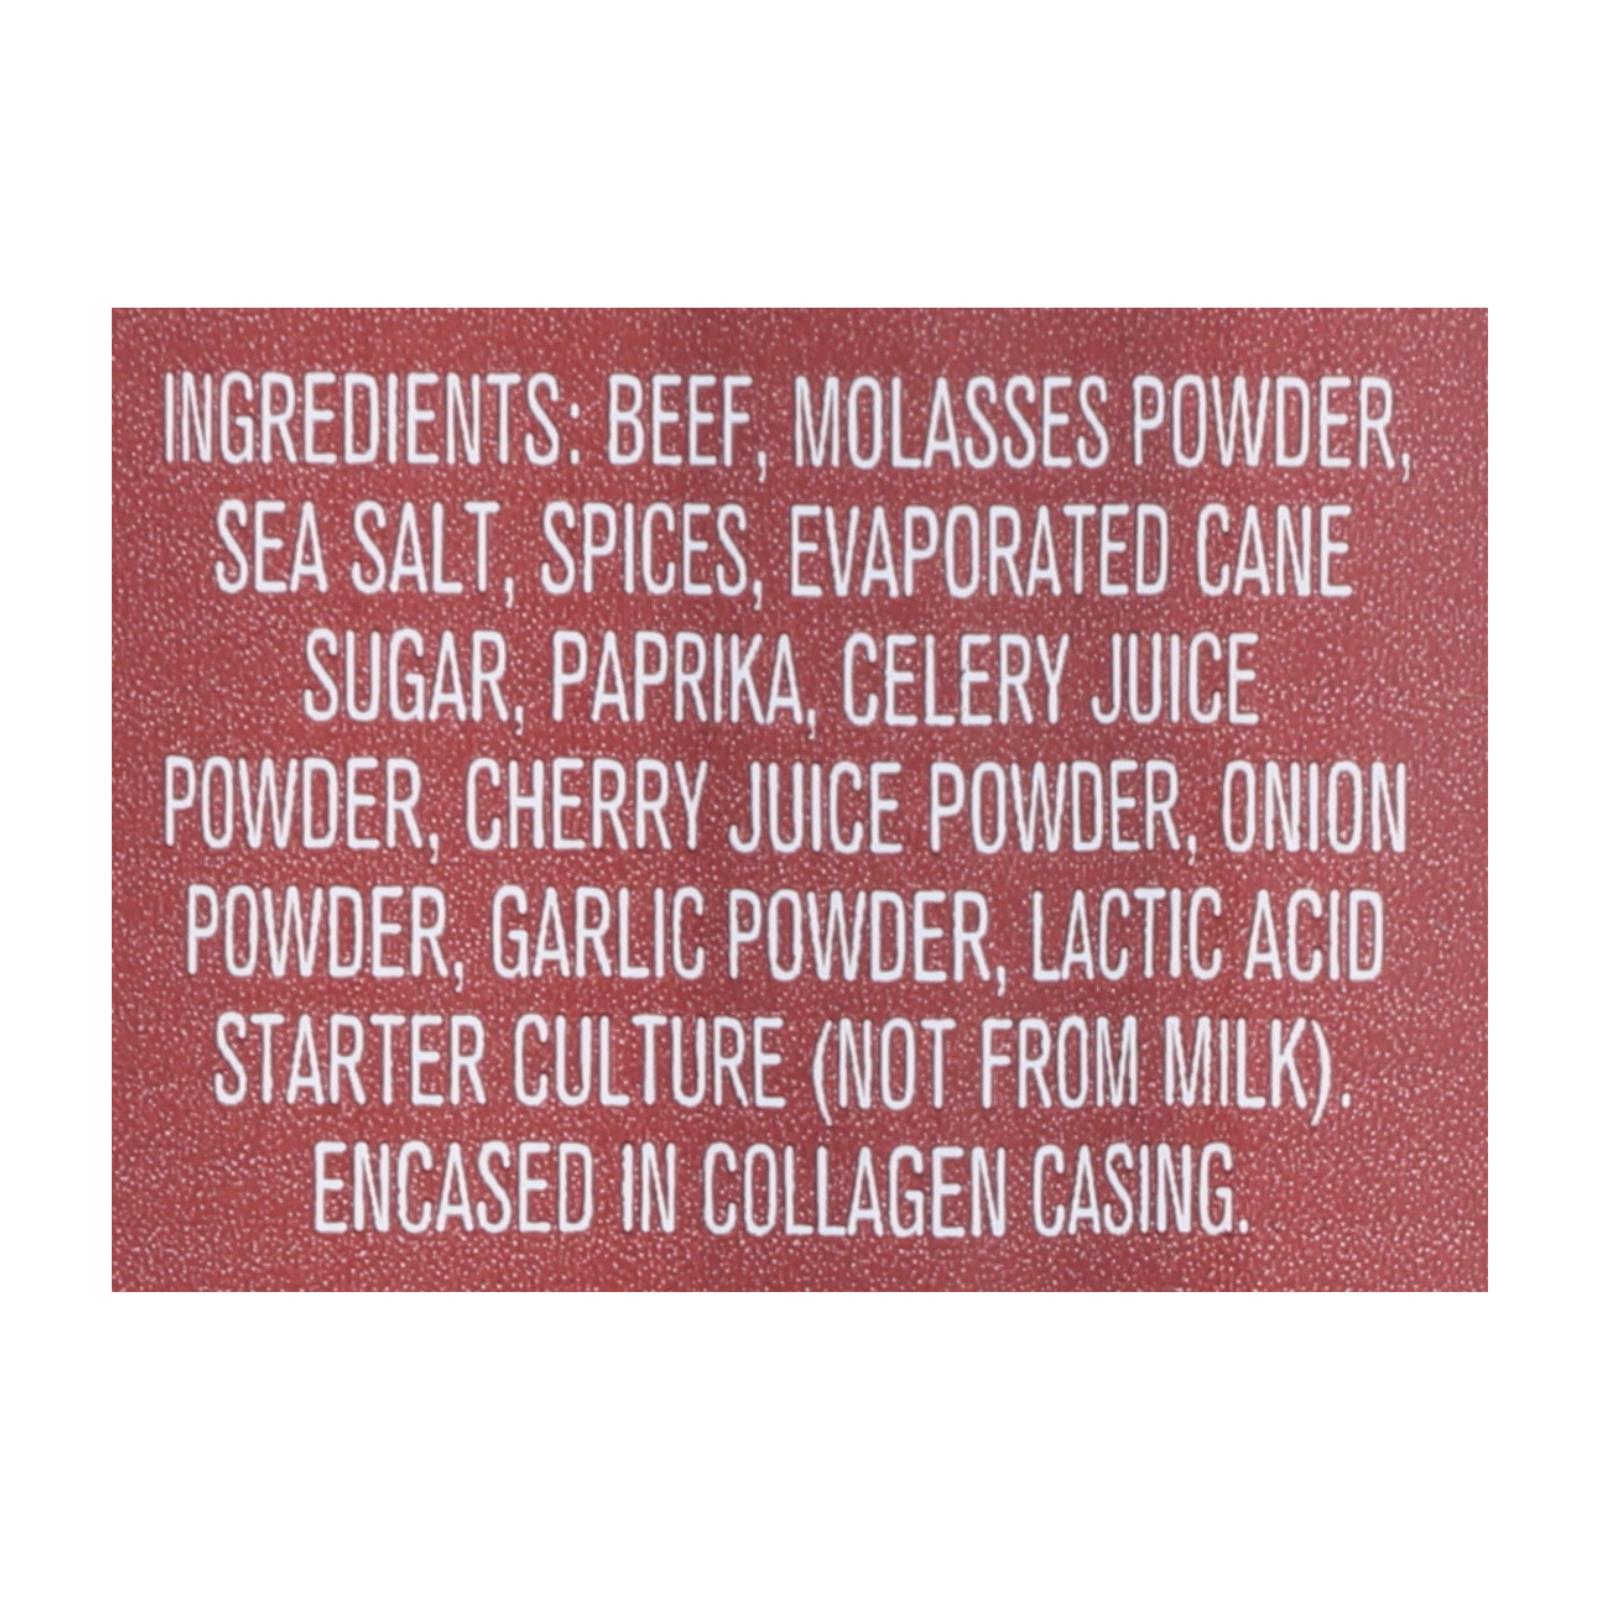 INGREDIENTS: BEEF, MOLASSES POWDER,
SEA SALT, SPICES, EVAPORATED CANE
SUGAR, PAPRIKA, CELERY JUICE
POWDER, CHERRY JUICE POWDER, ONION
POWDER, GARLIC POWDER, LACTIC ACID
STARTER CULTURE (NOT FROM MILK).
ENCASED IN COLLAGEN CASING.